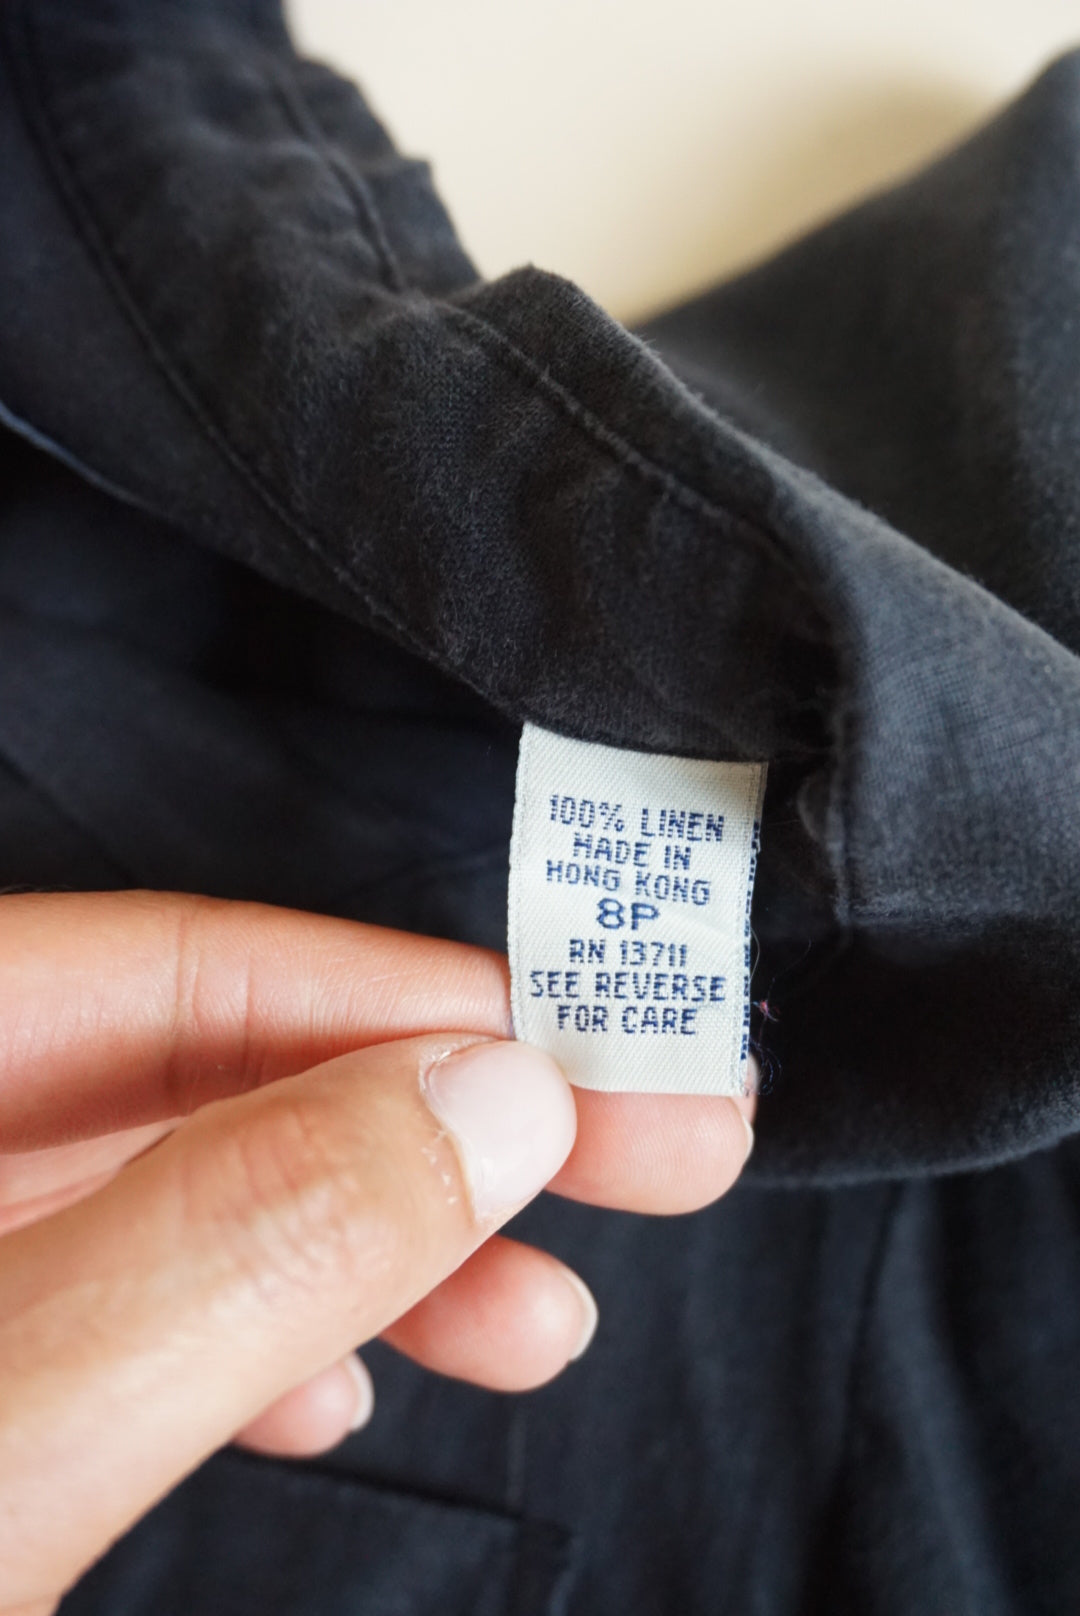 100% LINEN
MADE IN
HONG KONG
8P
RN 13711
SEE REVERSE
FOR CARE